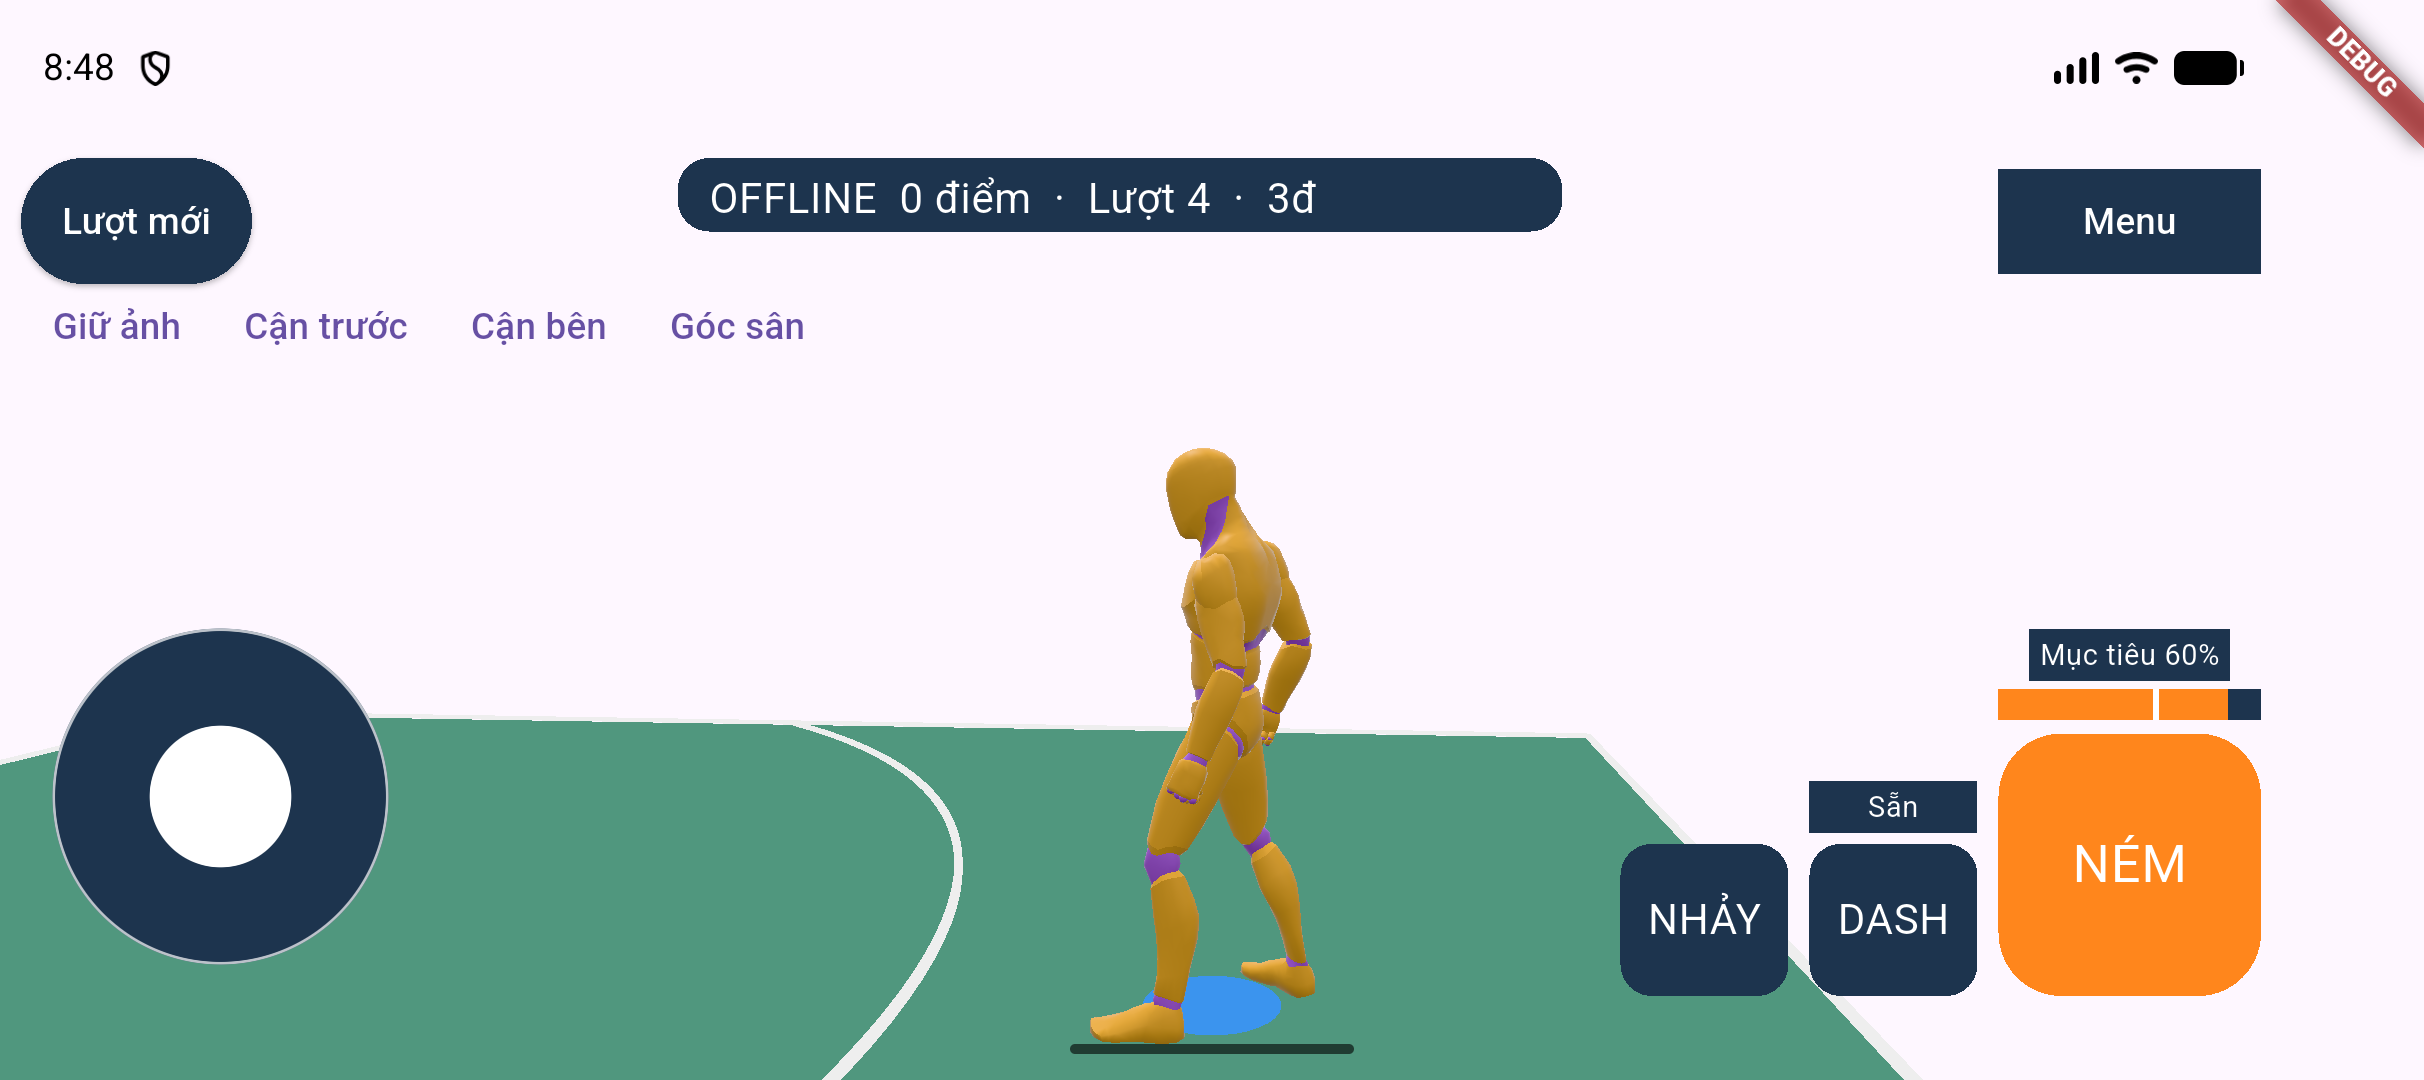 8:48
DEBUG
Lượt mới
OFFLINE 0 điểm · Lượt 4 · 3đ
Menu
Giữ ảnh Cận trước Cận bên Góc sân
Mục tiêu 60%
Sẵn
NHẢY
DASH
NÉM